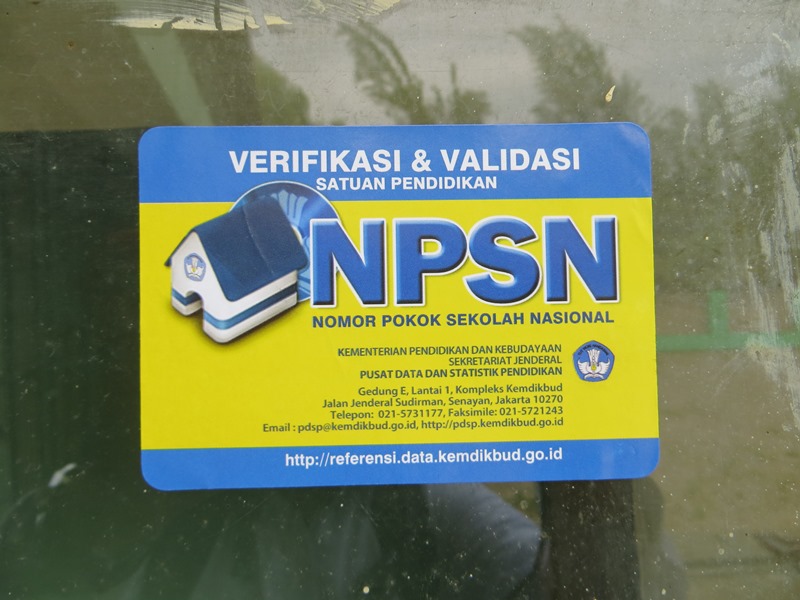 VERIFIKASI & VALIDASI
SATUAN PENDIDIKAN
NPSN
NOMOR POKOK SEKOLAH NASIONAL
KEMENTERIAN PENDIDIKAN DAN KEBUDAYAAN
SEKRETARIAT JENDERAL
PUSAT DATA DAN STATISTIK PENDIDIKAN
Gedung E, Lantai 1, Kompleks Kemdikbud
Jalan Jenderal Sudirman, Senayan, Jakarta 10270
Telepon: 021-5731177, Faksimile: 021-5721243
Email : pdsp@kemdikbud.go.id, http://pdsp.kemdikbud.go.id
http://referensi.data.kemdikbud.go.id